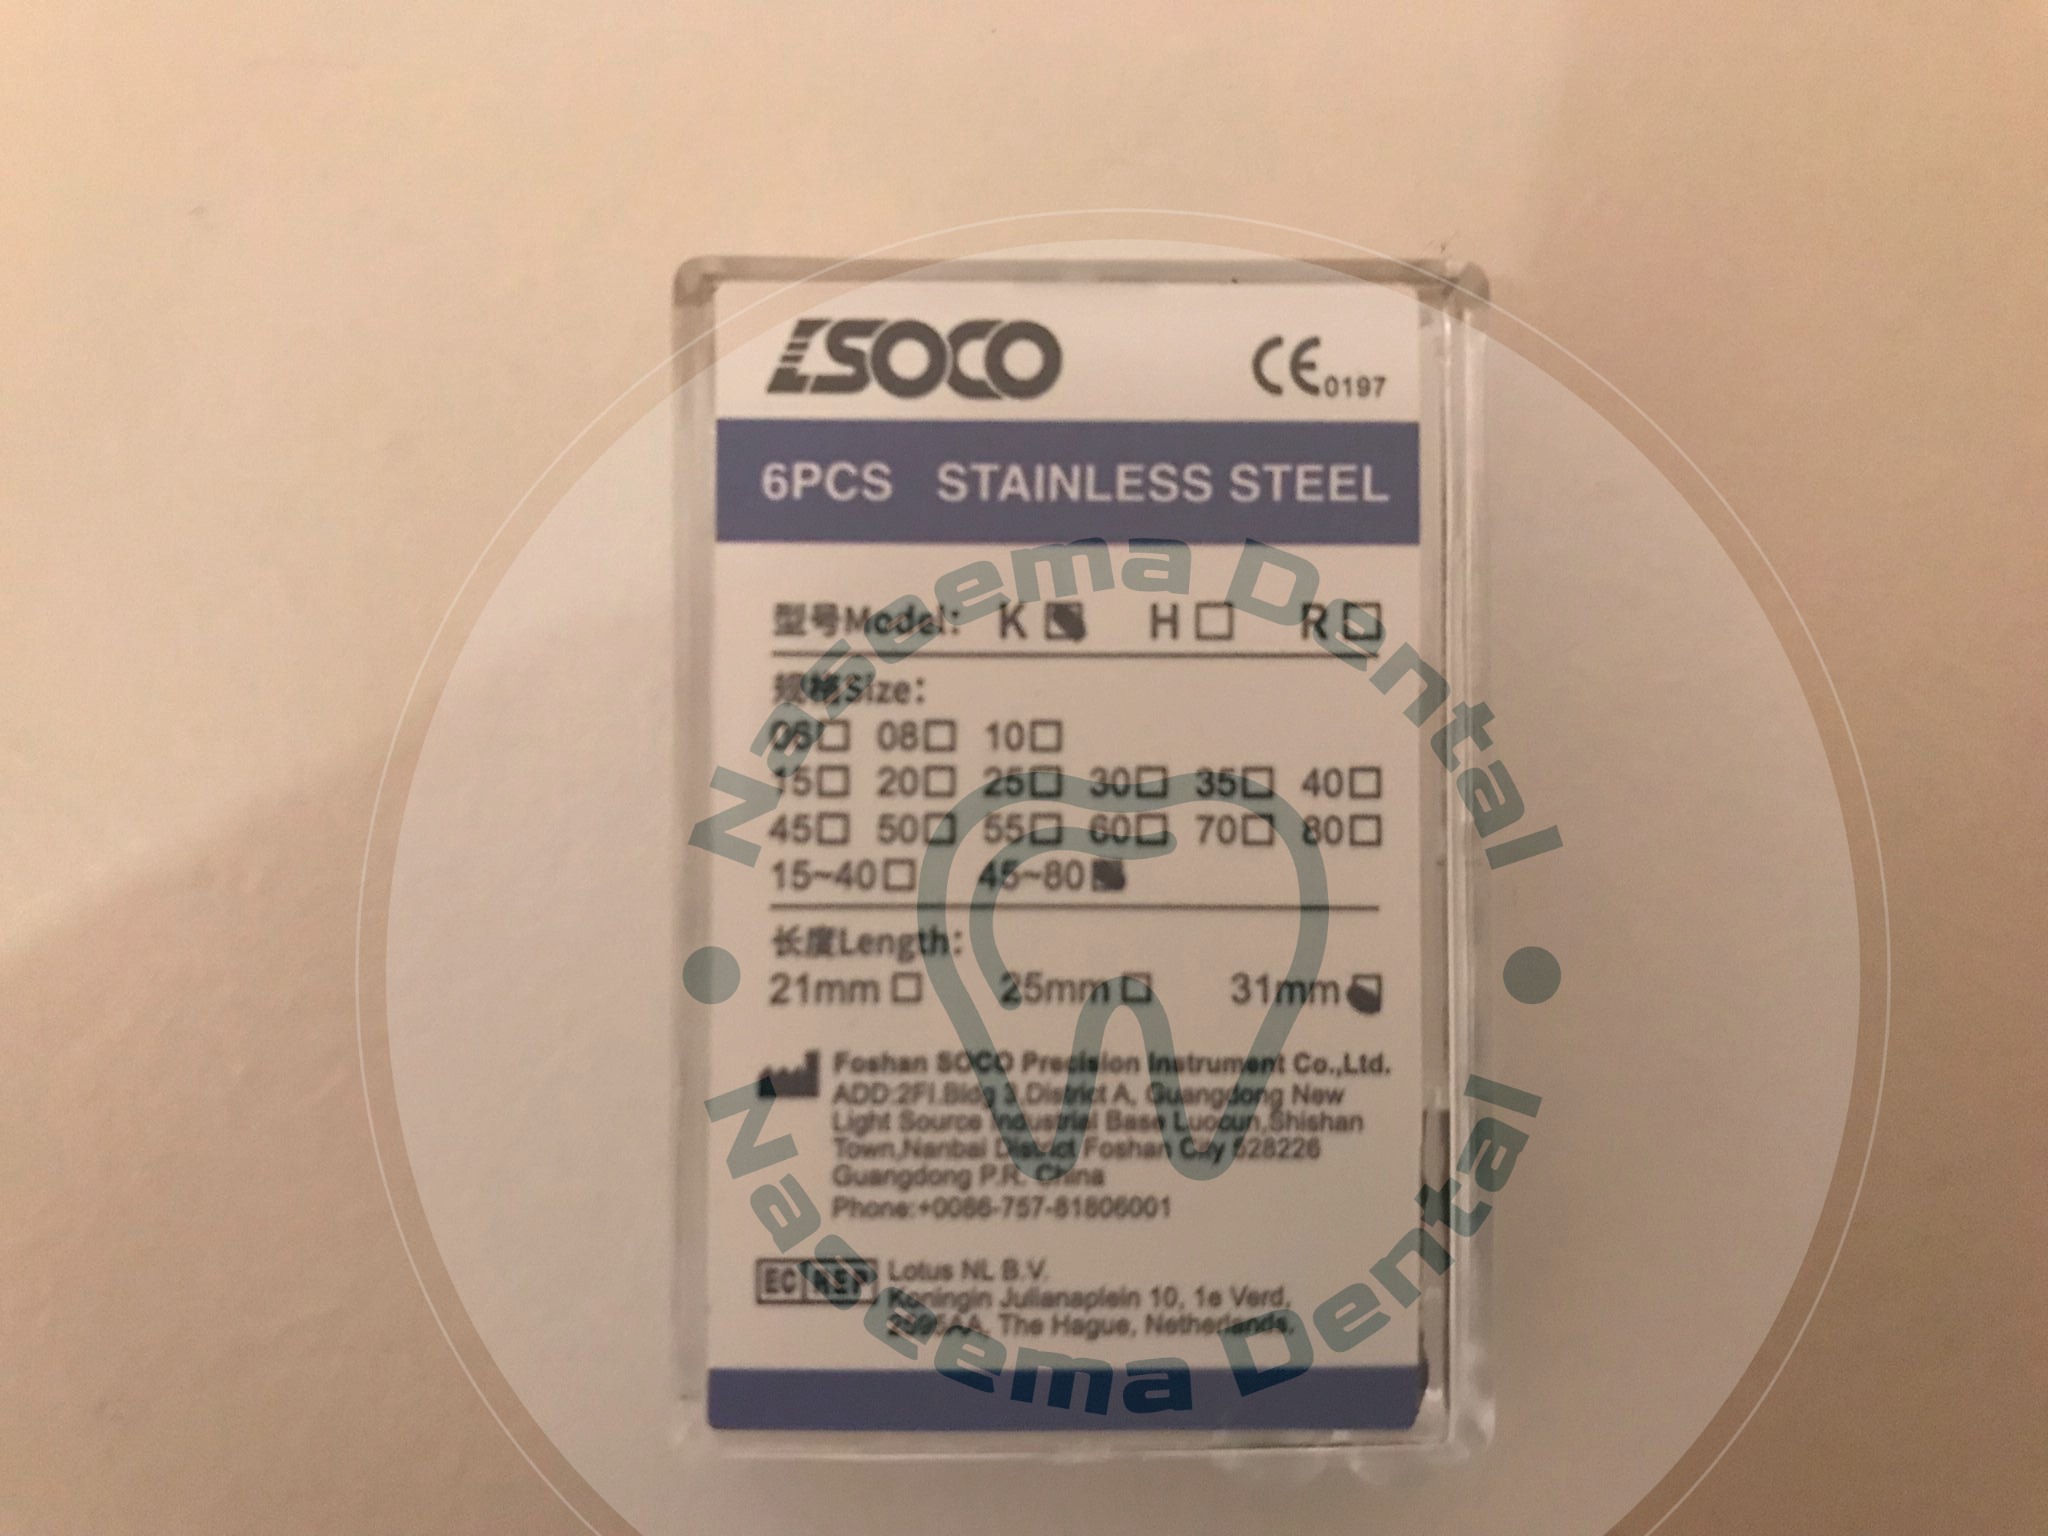 SOCO
CE 0197
6PCS STAINLESS STEEL
型号Model: K H R
规格Size:
06 08 10
15 20 25 30 35 40
45 50 55 60 70 80
15~40 45~80
长度Length:
21mm 25mm 31mm
Foshan SOCO Precision Instrument Co.,Ltd.
ADD:2Fl.Bldg 3,District A, Guangdong New
Light Source Industrial Base Luocun,Shishan
Town,Nanhai District Foshan City 528226
Guangdong P.R. China
Phone:+0086-757-81806001
EC REP
Lotus NL B.V.
Koningin Julianaplein 10, 1e Verd,
2595AA, The Hague, Netherlands.
Naseema Dental
Naseema Dental